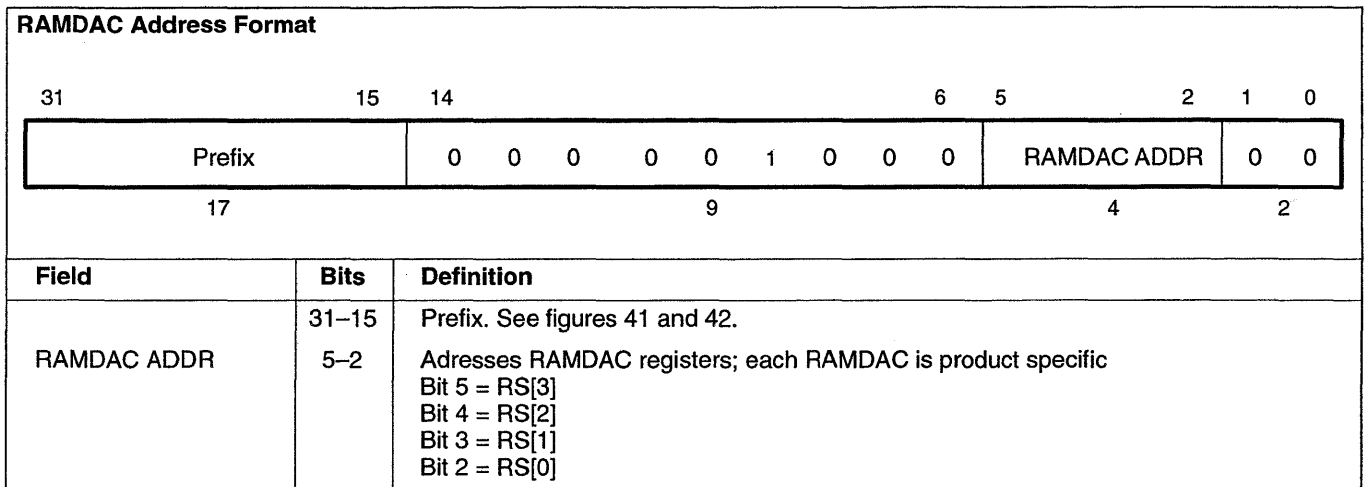 RAMDAC Address Format
31 15 14 6 5 2 1 0
Prefix 0 0 0 0 0 1 0 0 0 RAMDAC ADDR 0 0
17 9 4 2
Field Bits Definition
31–15 Prefix. See figures 41 and 42.
RAMDAC ADDR 5–2 Adresses RAMDAC registers; each RAMDAC is product specific
Bit 5 = RS[3]
Bit 4 = RS[2]
Bit 3 = RS[1]
Bit 2 = RS[0]